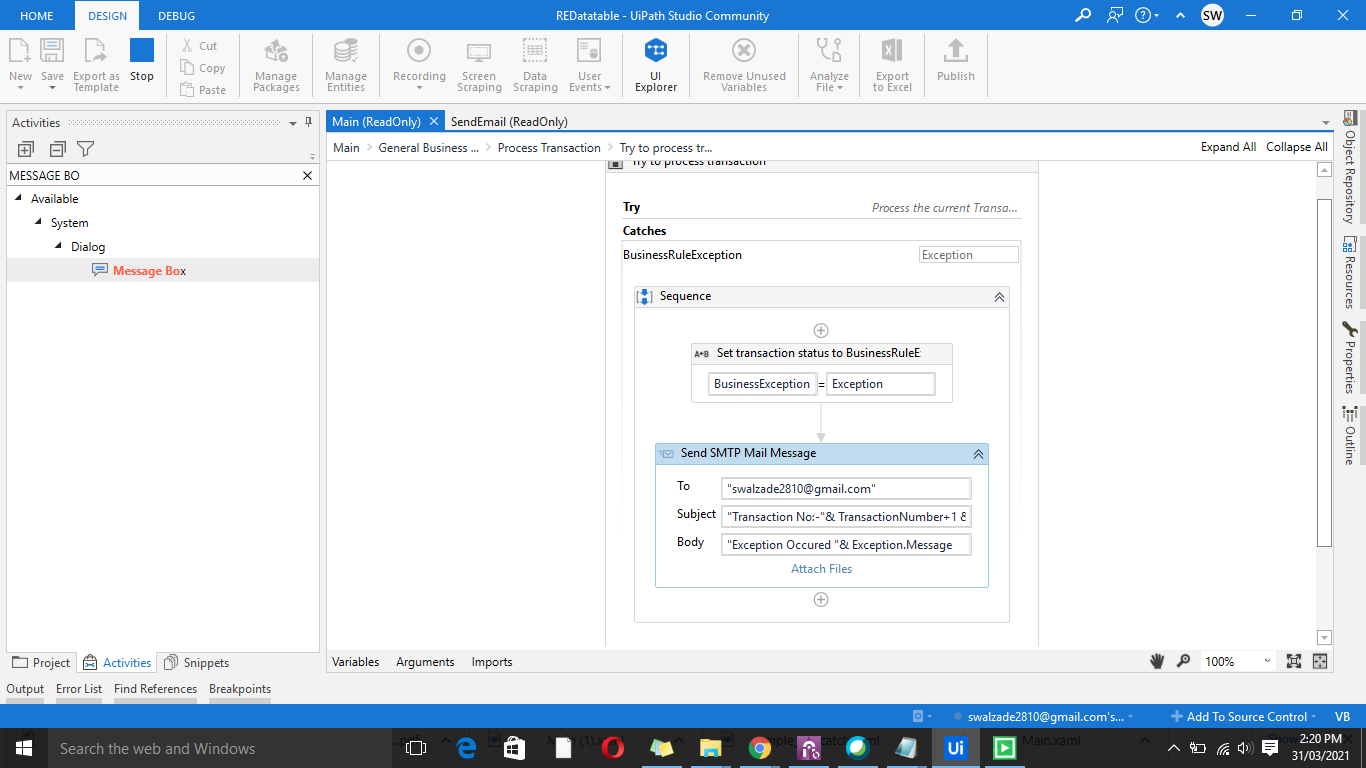 HOME DESIGN DEBUG REDatatable - UiPath Studio Community SW
New Save Export as Template Stop Cut Copy Paste Manage Packages Manage Entities Recording Screen Scraping Data Scraping User Events UI Explorer Remove Unused Variables Analyze File Export to Excel Publish
Activities
MESSAGE BO
Available
System
Dialog
Message Box
Main (ReadOnly) SendEmail (ReadOnly)
Main General Business ... Process Transaction Try to process tr... Expand All Collapse All
Try to process transaction
Try Process the current Transa...
Catches
BusinessRuleException Exception
Sequence
A+B Set transaction status to BusinessRuleE
BusinessException = Exception
Send SMTP Mail Message
To "swalzade2810@gmail.com"
Subject "Transaction No:-"& TransactionNumber+1 &
Body "Exception Occured "& Exception.Message
Attach Files
Object Repository
Resources
Properties
Outline
Project Activities Snippets
Variables Arguments Imports 100%
Output Error List Find References Breakpoints
swalzade2810@gmail.com's... Add To Source Control VB
Search the web and Windows
Ui
2:20 PM
31/03/2021